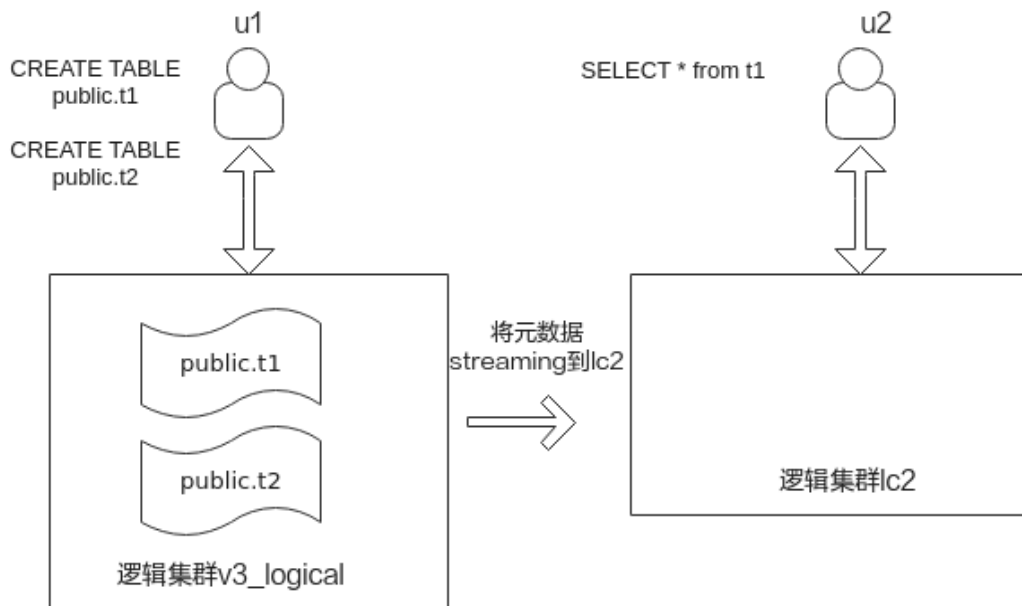 u1
CREATE TABLE
public.t1
CREATE TABLE
public.t2
u2
SELECT * from t1
public.t1
public.t2
逻辑集群v3_logical
将元数据
streaming到lc2
逻辑集群lc2